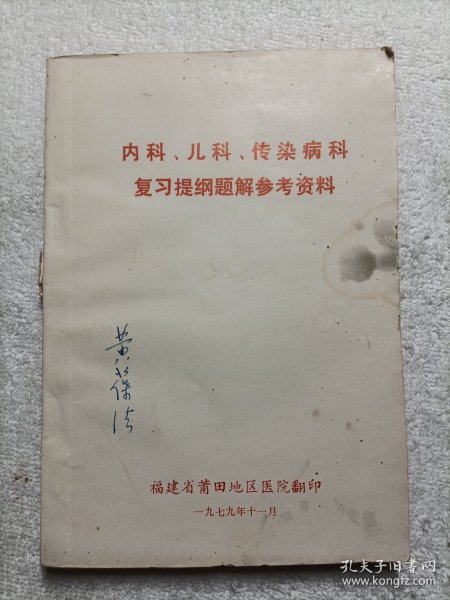 内科、儿科、传染病科
复习提纲题解参考资料
黄
保
福建省莆田地区医院翻印
一九七九年十一月
孔夫子旧书网
www.kongfz.com